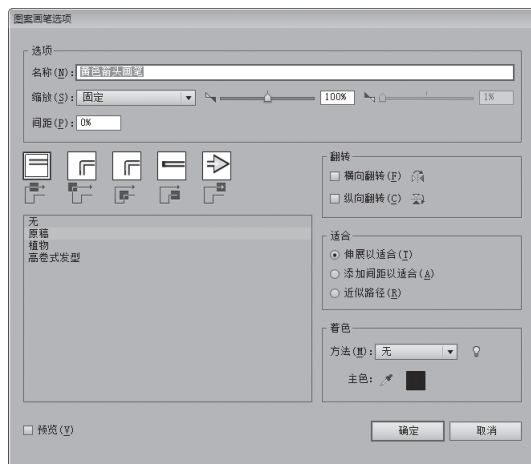 图案画笔选项
选项
名称(N): 黄色箭头画笔
缩放(S): 固定 100% 1%
间距(P): 0%
翻转
横向翻转(F)
纵向翻转(C)
无
原稿
植物
高卷式发型
适合
伸展以适合(T)
添加间距以适合(A)
近似路径(R)
着色
方法(M): 无
主色:
预览(V)
确定 取消